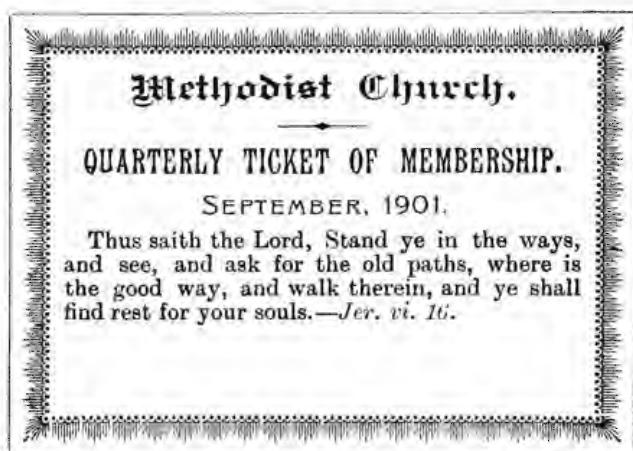 Methodist Church.
QUARTERLY TICKET OF MEMBERSHIP.
SEPTEMBER, 1901.
Thus saith the Lord, Stand ye in the ways,
and see, and ask for the old paths, where is
the good way, and walk therein, and ye shall
find rest for your souls.—Jer. vi. 16.